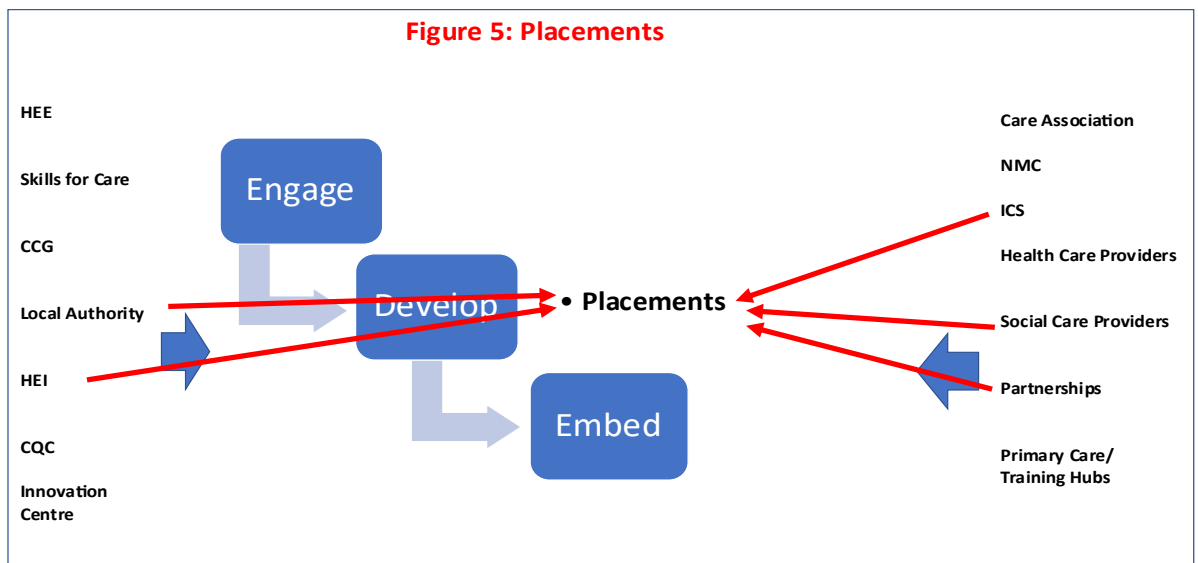 Figure 5: Placements
HEE
Skills for Care
CCG
Local Authority
HEI
CQC
Innovation
Centre
Engage
Develop
Embed
• Placements
Care Association
NMC
ICS
Health Care Providers
Social Care Providers
Partnerships
Primary Care/
Training Hubs